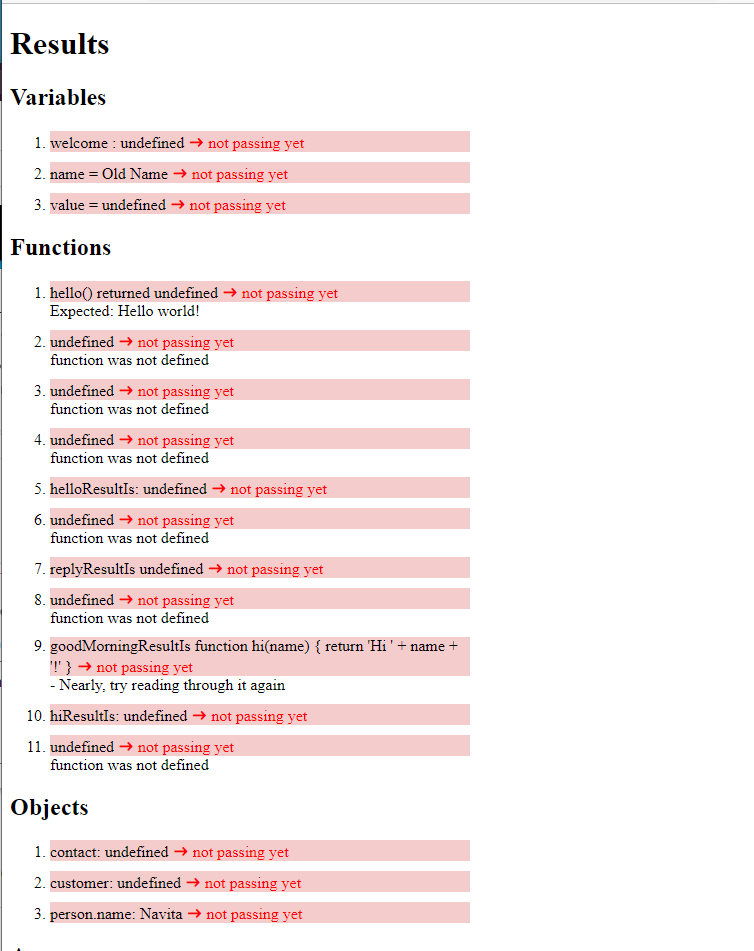 Results
Variables
1. welcome : undefined ➔ not passing yet
2. name = Old Name ➔ not passing yet
3. value = undefined ➔ not passing yet
Functions
1. hello() returned undefined ➔ not passing yet
Expected: Hello world!
2. undefined ➔ not passing yet
function was not defined
3. undefined ➔ not passing yet
function was not defined
4. undefined ➔ not passing yet
function was not defined
5. helloResultIs: undefined ➔ not passing yet
6. undefined ➔ not passing yet
function was not defined
7. replyResultIs undefined ➔ not passing yet
8. undefined ➔ not passing yet
function was not defined
9. goodMorningResultIs function hi(name) { return 'Hi ' + name +
'!' } ➔ not passing yet
- Nearly, try reading through it again
10. hiResultIs: undefined ➔ not passing yet
11. undefined ➔ not passing yet
function was not defined
Objects
1. contact: undefined ➔ not passing yet
2. customer: undefined ➔ not passing yet
3. person.name: Navita ➔ not passing yet